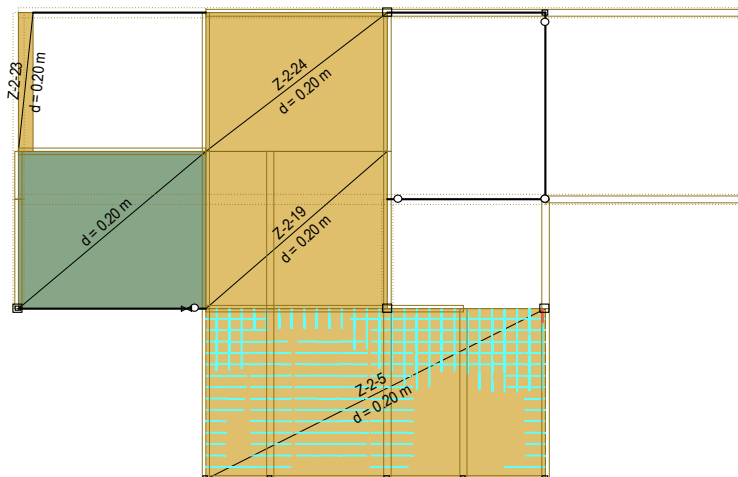 Z-2-23
d = 0.20 m
Z-2-24
d = 0.20 m
d = 0.20 m
Z-2-19
d = 0.20 m
Z-2-5
d = 0.20 m